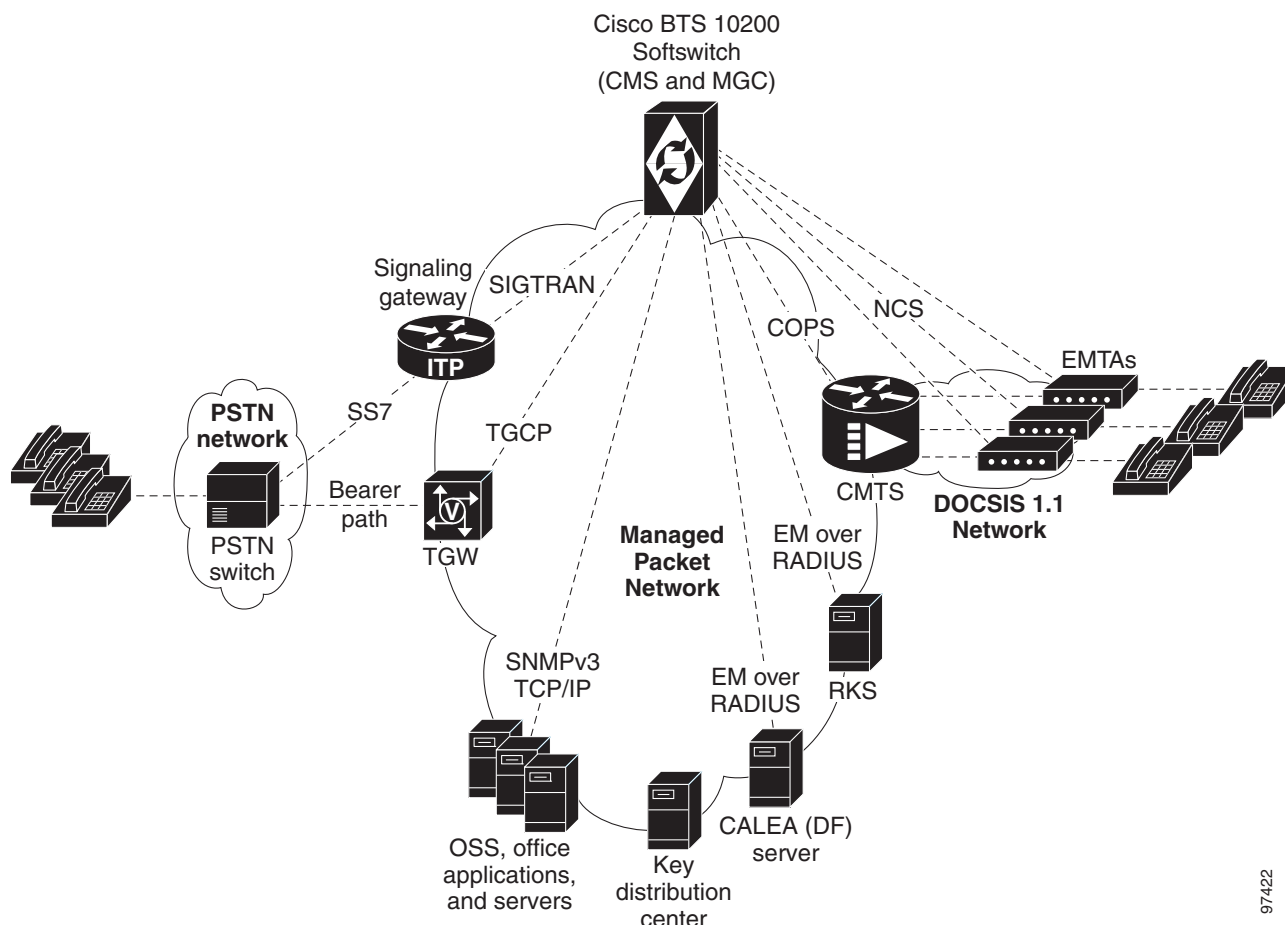 Cisco BTS 10200
Softswitch
(CMS and MGC)
Signaling
gateway
SIGTRAN
ITP
COPS
NCS
EMTAs
SS7
PSTN
network
TGCP
Bearer
path
PSTN
switch
V
TGW
CMTS
DOCSIS 1.1
Network
Managed
Packet
Network
EM over
RADIUS
SNMPv3
TCP/IP
EM over
RADIUS
RKS
OSS, office
applications,
and servers
Key
distribution
center
CALEA (DF)
server
97422